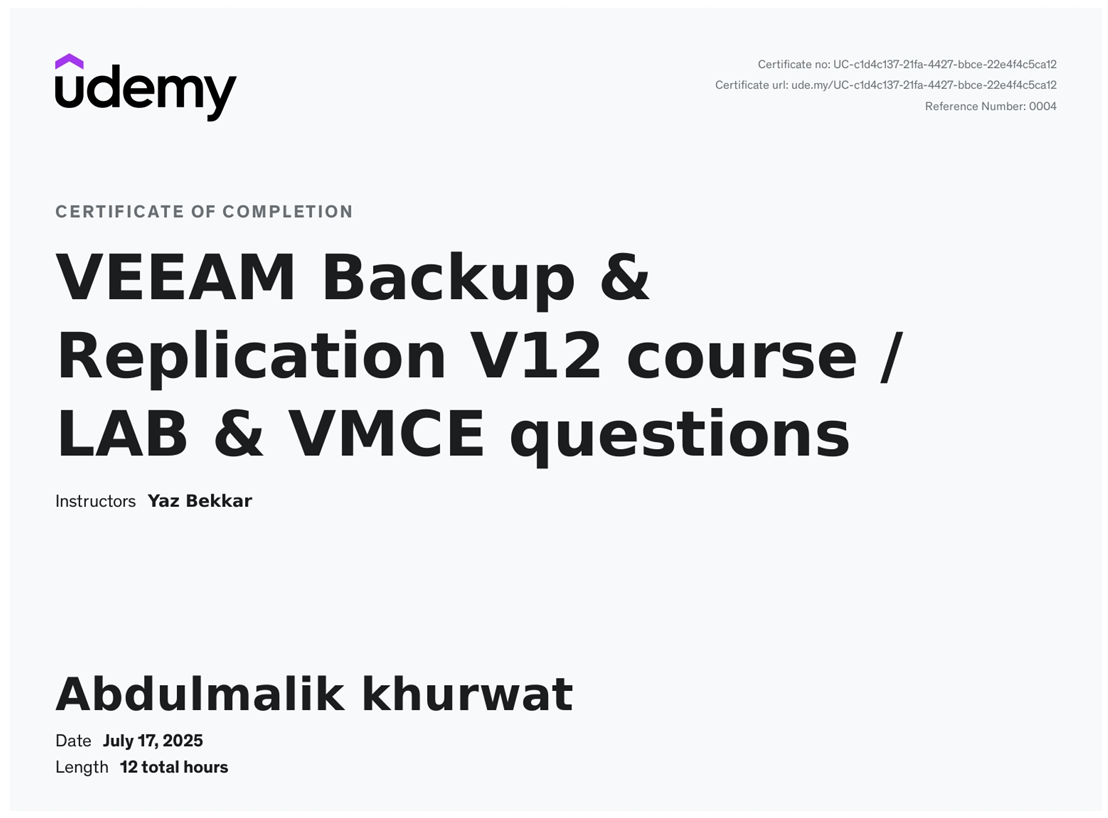 udemy
Certificate no: UC-c1d4c137-21fa-4427-bbce-22e4f4c5ca12
Certificate url: ude.my/UC-c1d4c137-21fa-4427-bbce-22e4f4c5ca12
Reference Number: 0004
CERTIFICATE OF COMPLETION
VEEAM Backup &
Replication V12 course /
LAB & VMCE questions
Instructors Yaz Bekkar
Abdulmalik khurwat
Date July 17, 2025
Length 12 total hours